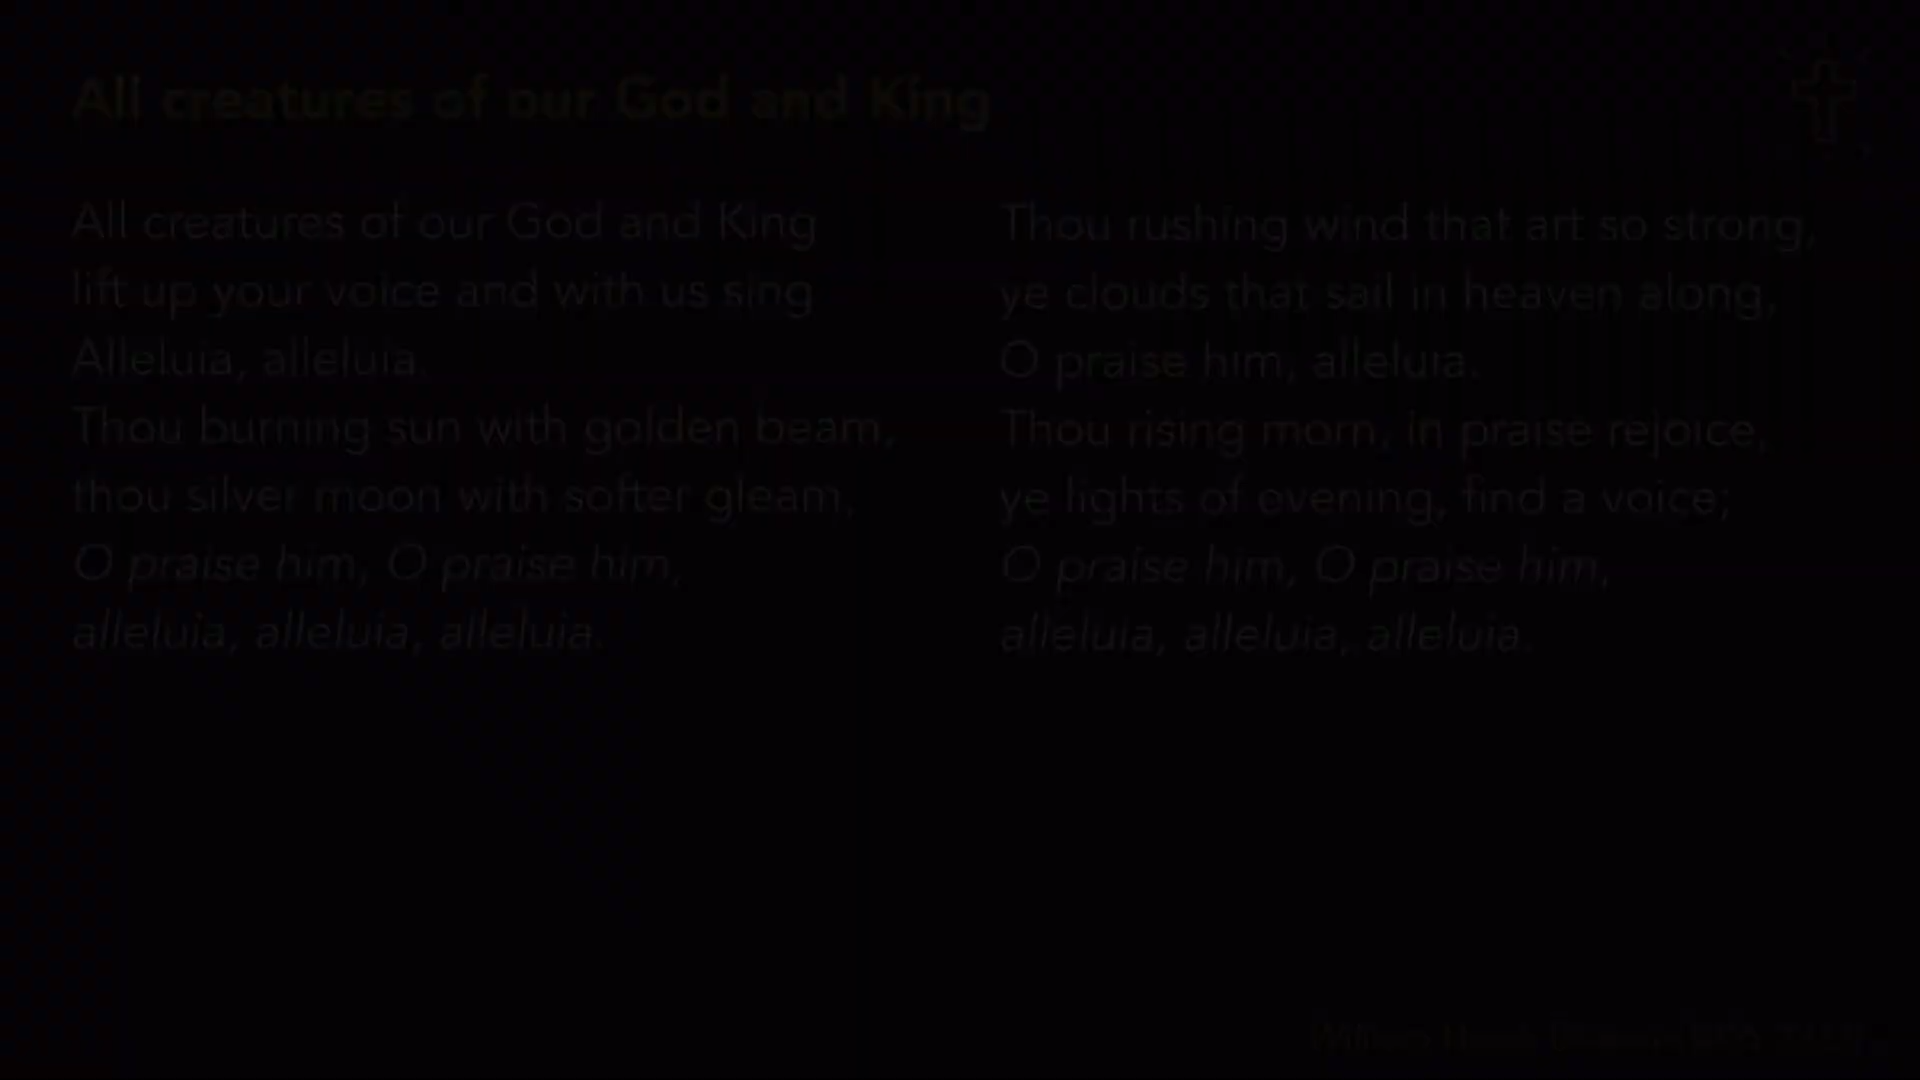 All creatures of our God and King
All creatures of our God and King
lift up your voice and with us sing
Alleluia, alleluia.
Thou burning sun with golden beam,
thou silver moon with softer gleam,
O praise him, O praise him,
alleluia, alleluia, alleluia.
Thou rushing wind that art so strong,
ye clouds that sail in heaven along,
O praise him, alleluia.
Thou rising morn, in praise rejoice,
ye lights of evening, find a voice;
O praise him, O praise him,
alleluia, alleluia, alleluia.